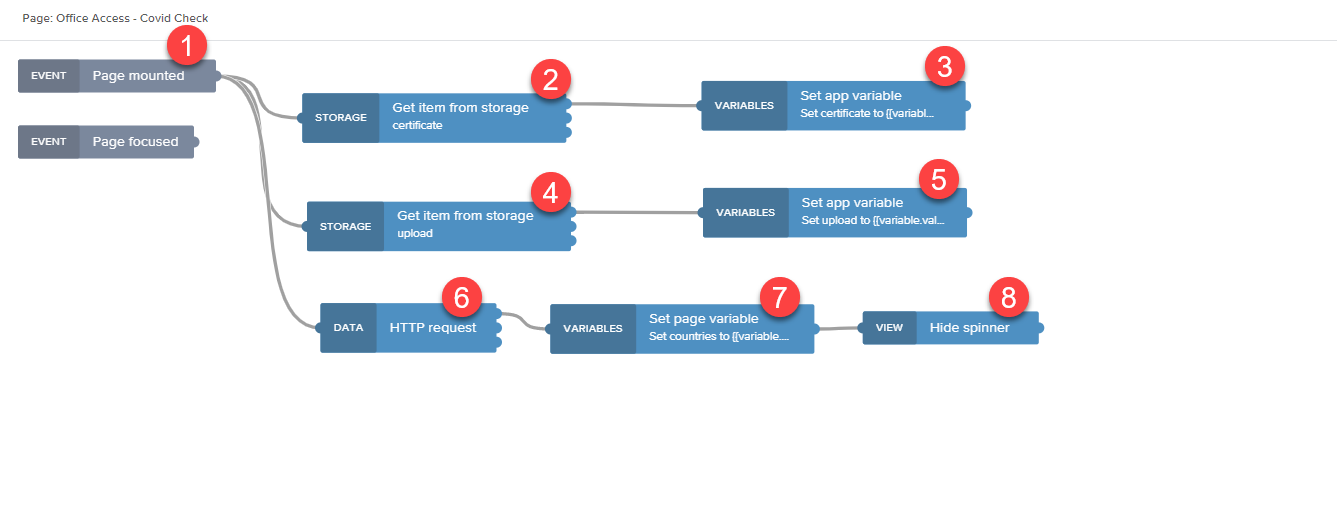 Page: Office Access - Covid Check
1
EVENT Page mounted
2
STORAGE Get item from storage
certificate
3
VARIABLES Set app variable
Set certificate to {{variabl...
EVENT Page focused
4
STORAGE Get item from storage
upload
5
VARIABLES Set app variable
Set upload to {{variable.val...
6
DATA HTTP request
7
VARIABLES Set page variable
Set countries to {{variable....
8
VIEW Hide spinner